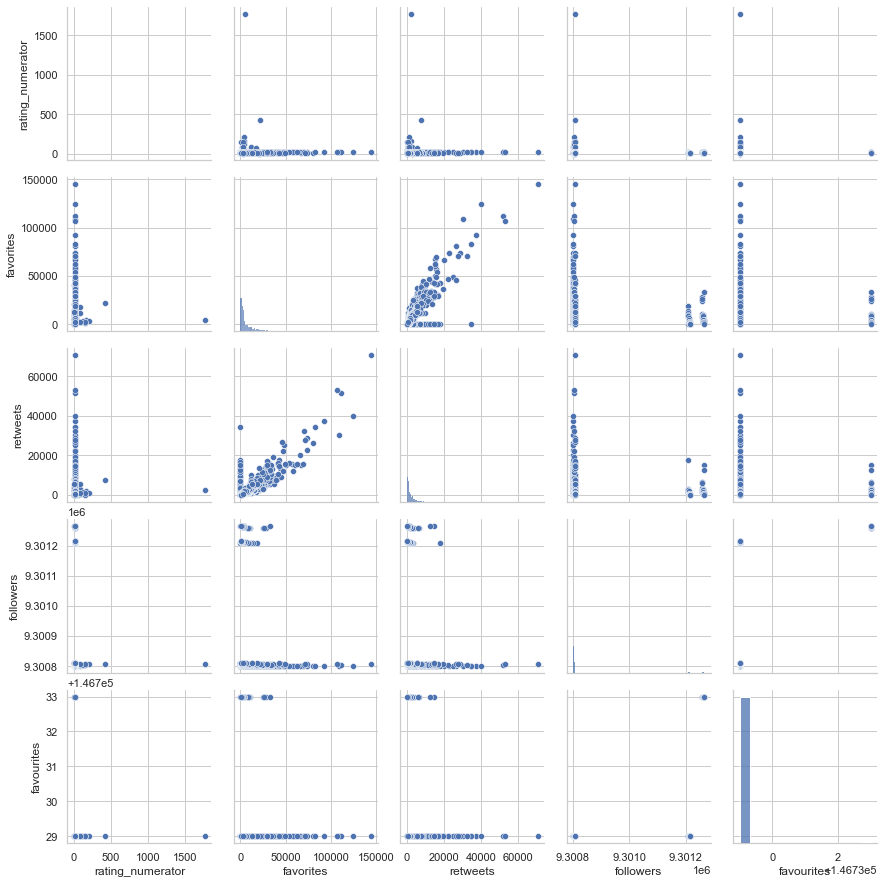 1500
1000
500
0
rating_numerator
150000
100000
50000
0
favorites
60000
40000
20000
0
retweets
1e6
9.3012
9.3011
9.3010
9.3009
9.3008
followers
+1.467e5
33
32
31
30
29
favourites
0 500 1000 1500
rating_numerator
0 50000 100000 150000
favorites
0 20000 40000 60000
retweets
9.3008 9.3010 9.3012
followers
1e6
0 2
favourites
+1.4673e5